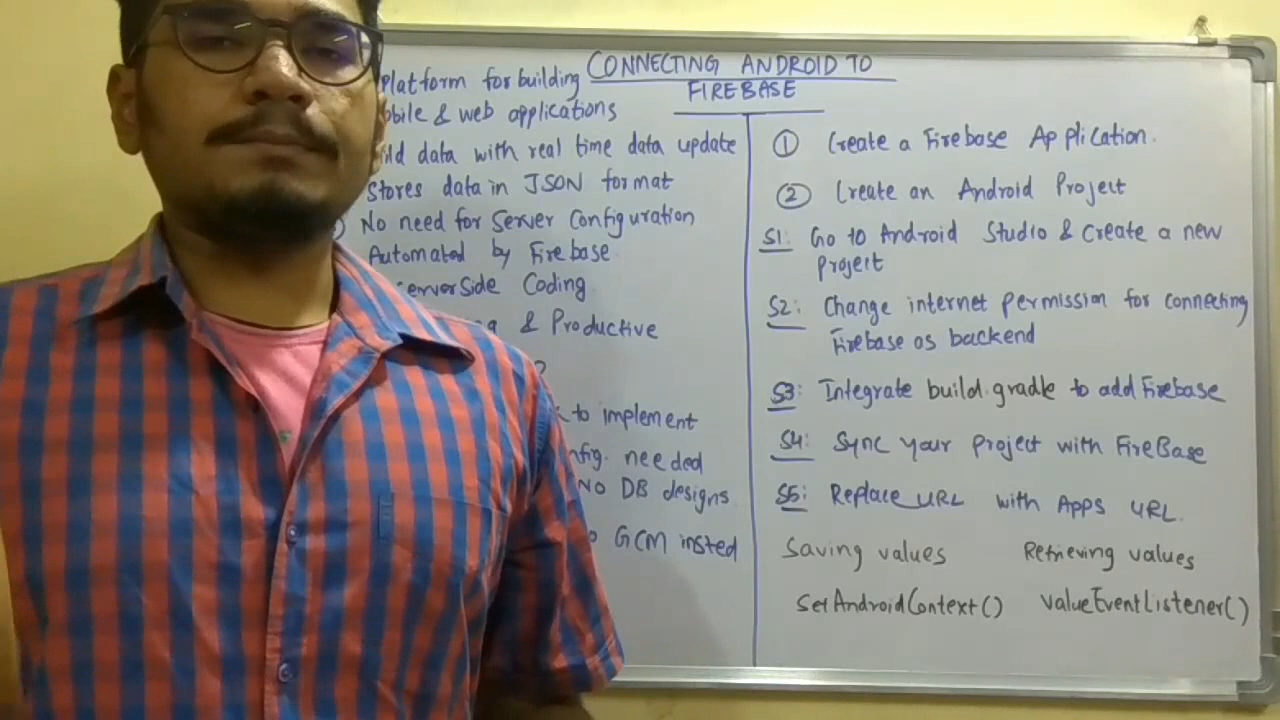 CONNECTING ANDROID TO
FIREBASE
Platform for building
& web applications
data with real time data update
Stores data in JSON format
No need for Server Configuration
Automated by Firebase
Coding
& Productive
?
to implement
needed
NO DB designs
GCM insted
① Create a Firebase Application.
② Create an Android Project
S1: Go to Android Studio & Create a new
project
S2: Change internet permission for connecting
Firebase as backend
S3: Integrate build.gradle to add Firebase
S4: Sync your project with FireBase
S5: Replace URL with Apps URL.
Saving values Retrieving values
SetAndroidContext() ValueEventListener()